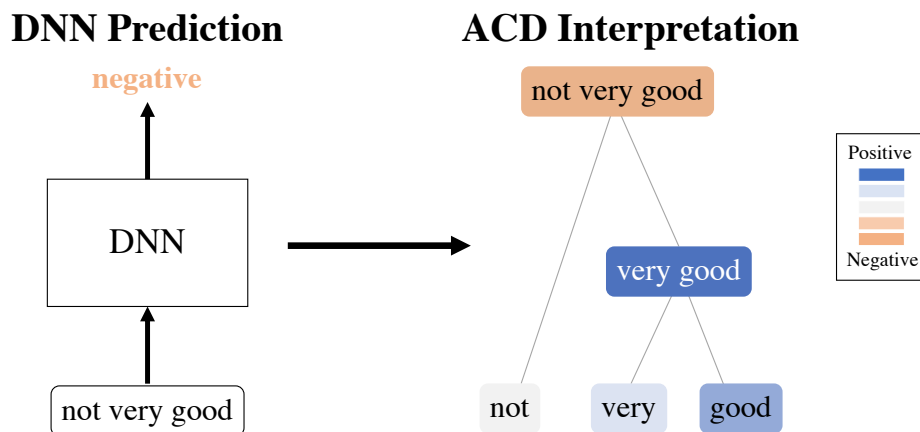 DNN Prediction
negative
DNN
not very good
ACD Interpretation
not very good
very good
not
very
good
Positive
Negative